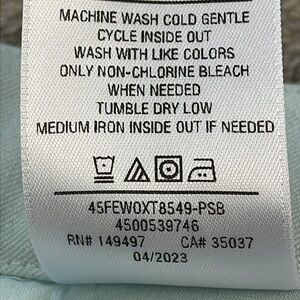 MACHINE WASH COLD GENTLE
CYCLE INSIDE OUT
WASH WITH LIKE COLORS
ONLY NON-CHLORINE BLEACH
WHEN NEEDED
TUMBLE DRY LOW
MEDIUM IRON INSIDE OUT IF NEEDED
45FEW0XT8549-PSB
4500539746
RN# 149497 CA# 35037
04/2023